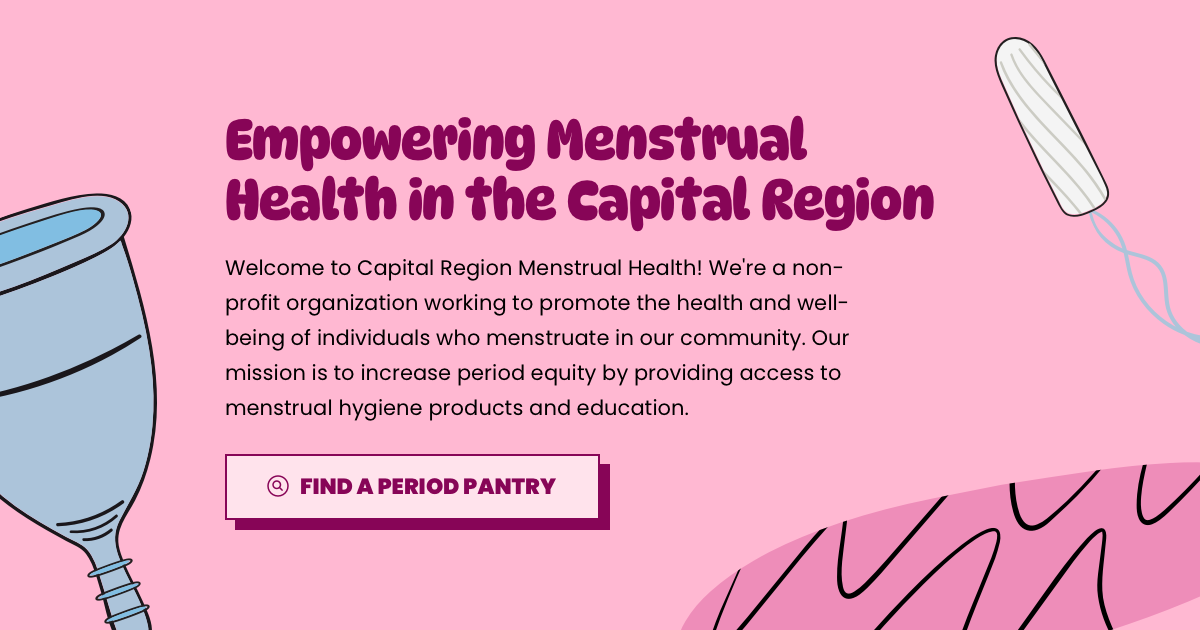 Empowering Menstrual
Health in the Capital Region
Welcome to Capital Region Menstrual Health! We're a non-
profit organization working to promote the health and well-
being of individuals who menstruate in our community. Our
mission is to increase period equity by providing access to
menstrual hygiene products and education.
FIND A PERIOD PANTRY